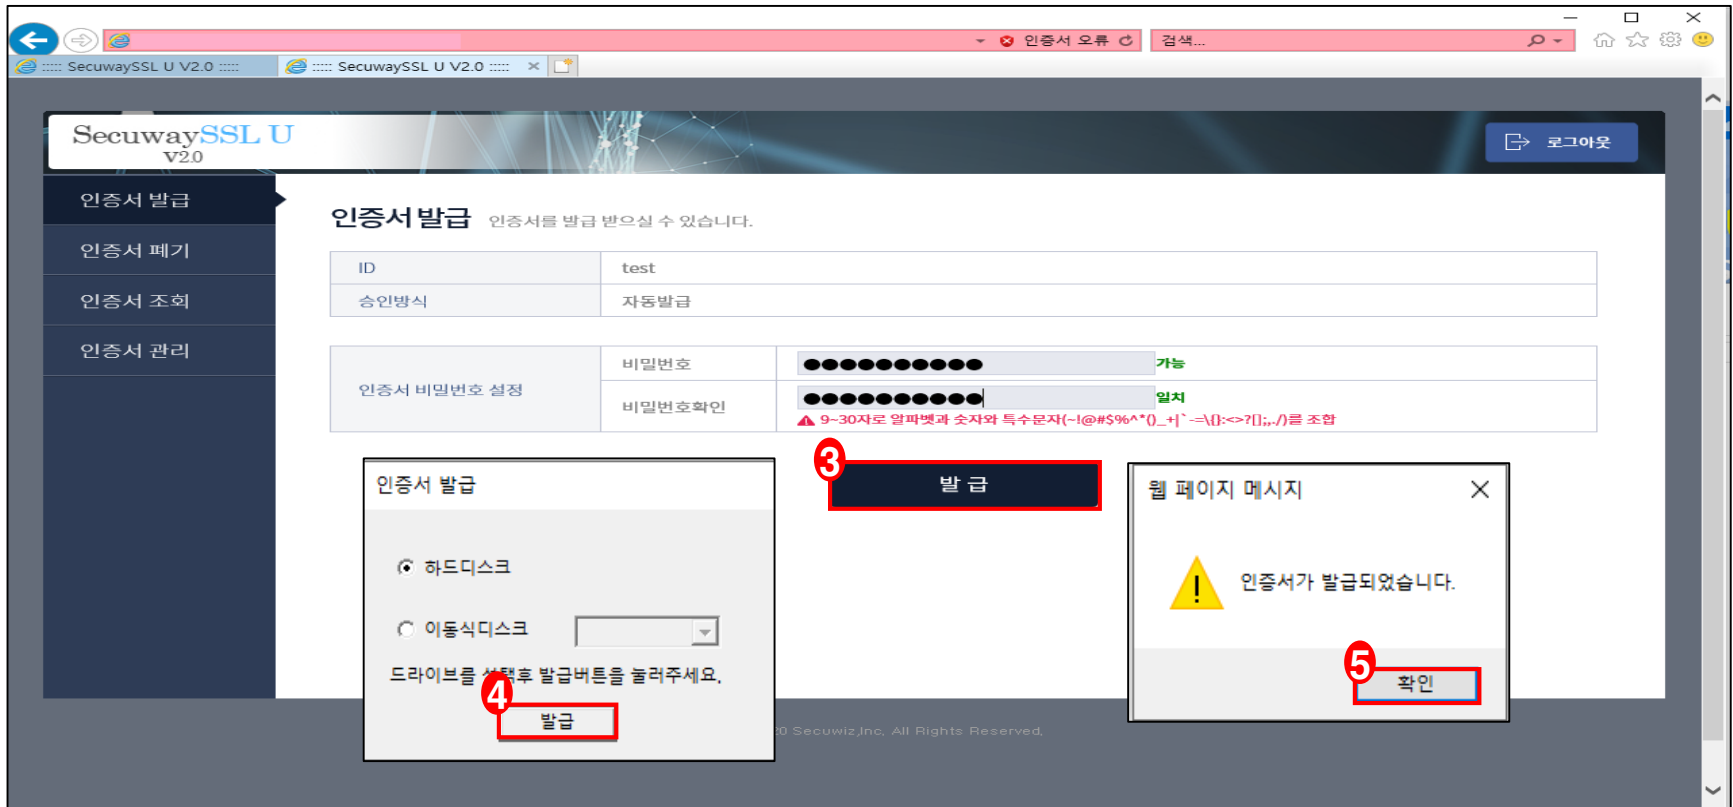 인증서 오류
검색...
::::: SecuwaySSL U V2.0 :::::
::::: SecuwaySSL U V2.0 :::::
SecuwaySSL U
V2.0
로그아웃
인증서 발급
인증서 폐기
인증서 조회
인증서 관리
인증서 발급 인증서를 발급 받으실 수 있습니다.
ID test
승인방식 자동발급
인증서 비밀번호 설정
비밀번호 ●●●●●●●●●● 가능
비밀번호확인 ●●●●●●●●●● 일치
9~30자로 알파벳과 숫자와 특수문자(~!@#$%^*()_+|`-=\{}:<>?[];,./)를 조합
3
발 급
인증서 발급
하드디스크
이동식디스크
드라이브를 선택후 발급버튼을 눌러주세요.
4
발급
웹 페이지 메시지
인증서가 발급되었습니다.
5
확인
Secuwiz,Inc, All Rights Reserved,